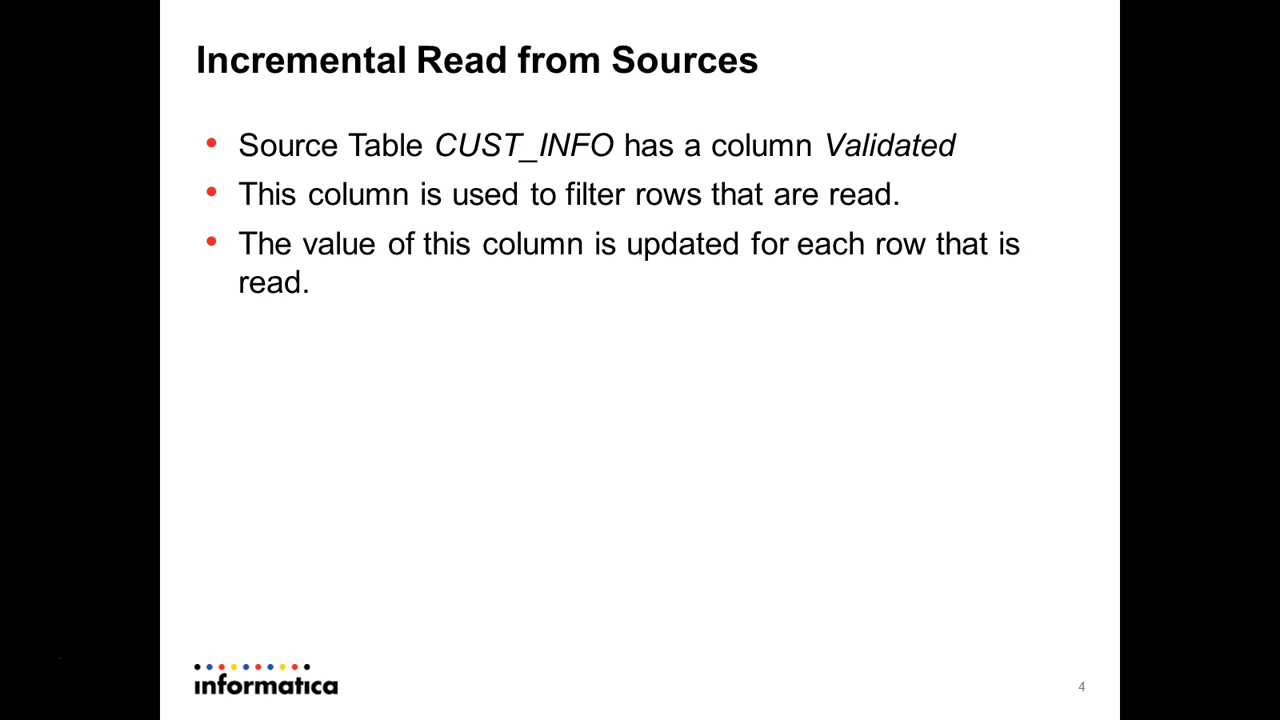 Incremental Read from Sources
Source Table CUST_INFO has a column Validated
This column is used to filter rows that are read.
The value of this column is updated for each row that is
read.
informatica
4